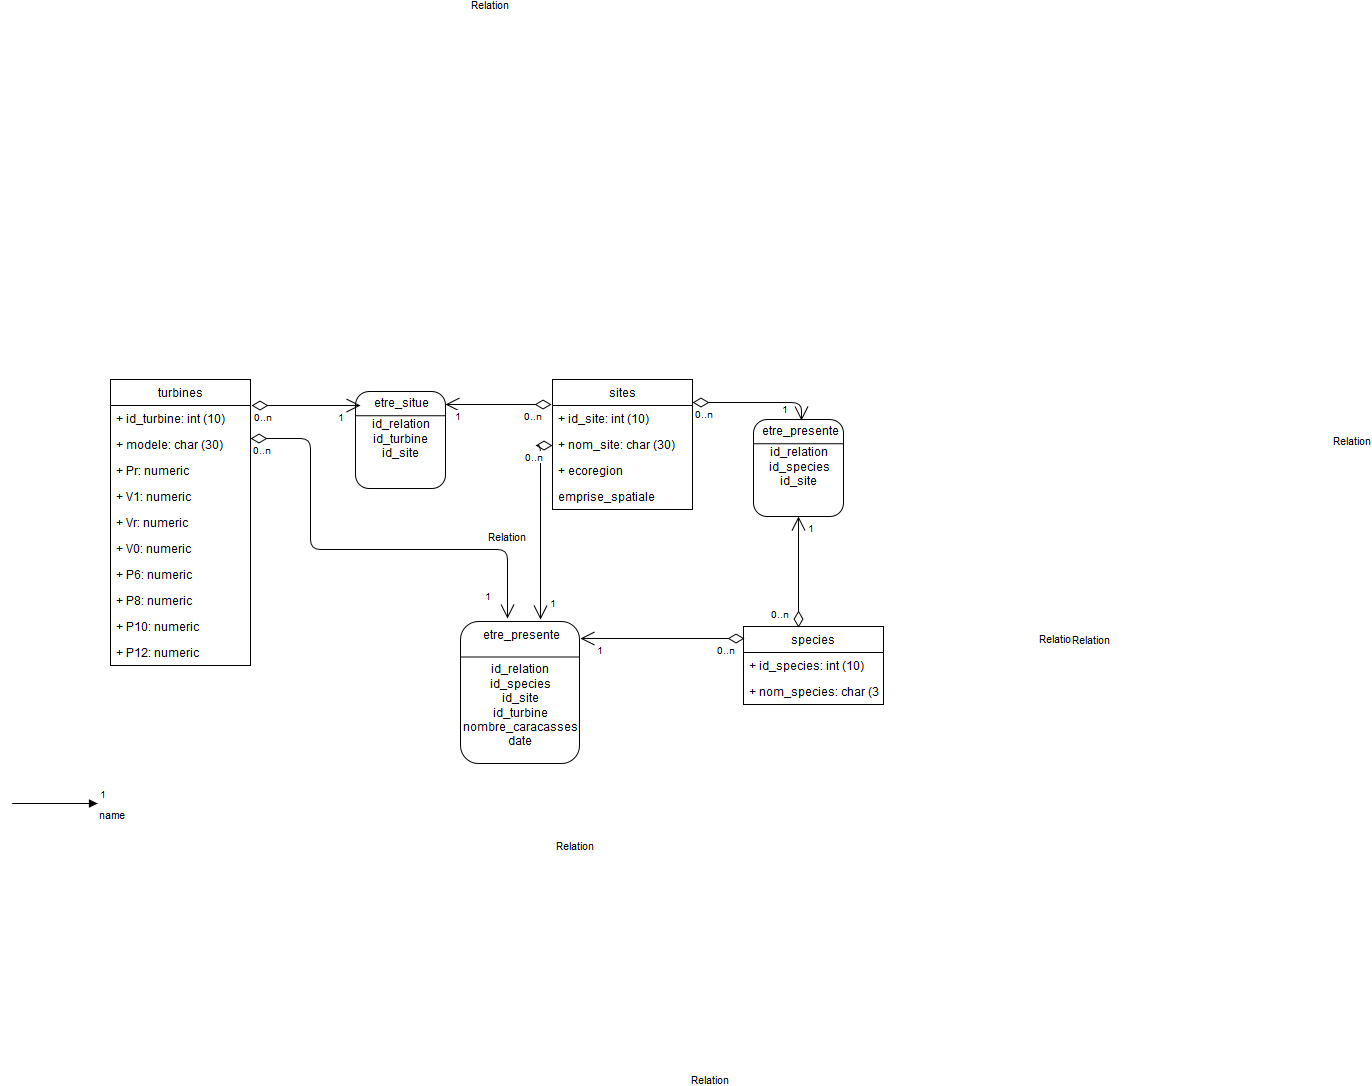 Relation
turbines
+ id_turbine: int (10)
+ modele: char (30)
+ Pr: numeric
+ V1: numeric
+ Vr: numeric
+ V0: numeric
+ P6: numeric
+ P8: numeric
+ P10: numeric
+ P12: numeric
0..n
1
0..n
etre_situe
id_relation
id_turbine
id_site
1
0..n
0..n
sites
+ id_site: int (10)
+ nom_site: char (30)
+ ecoregion
emprise_spatiale
0..n
1
etre_presente
id_relation
id_species
id_site
1
0..n
Relation
Relation
1
1
etre_presente
id_relation
id_species
id_site
id_turbine
nombre_caracasses
date
1
0..n
species
+ id_species: int (10)
+ nom_species: char (3
Relatio
Relation
1
name
Relation
Relation